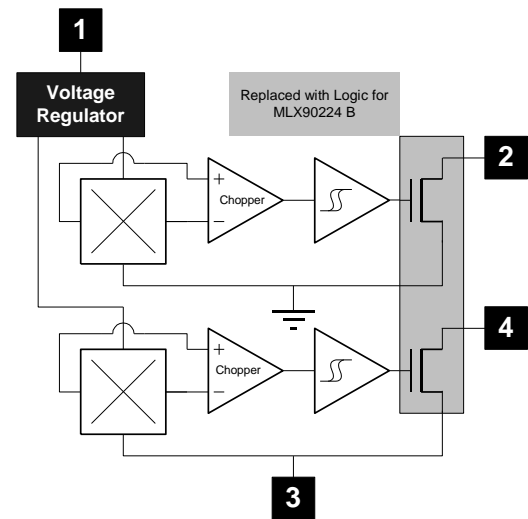 1
Voltage
Regulator
Replaced with Logic for
MLX90224 B
2
+
Chopper
−
4
+
Chopper
−
3